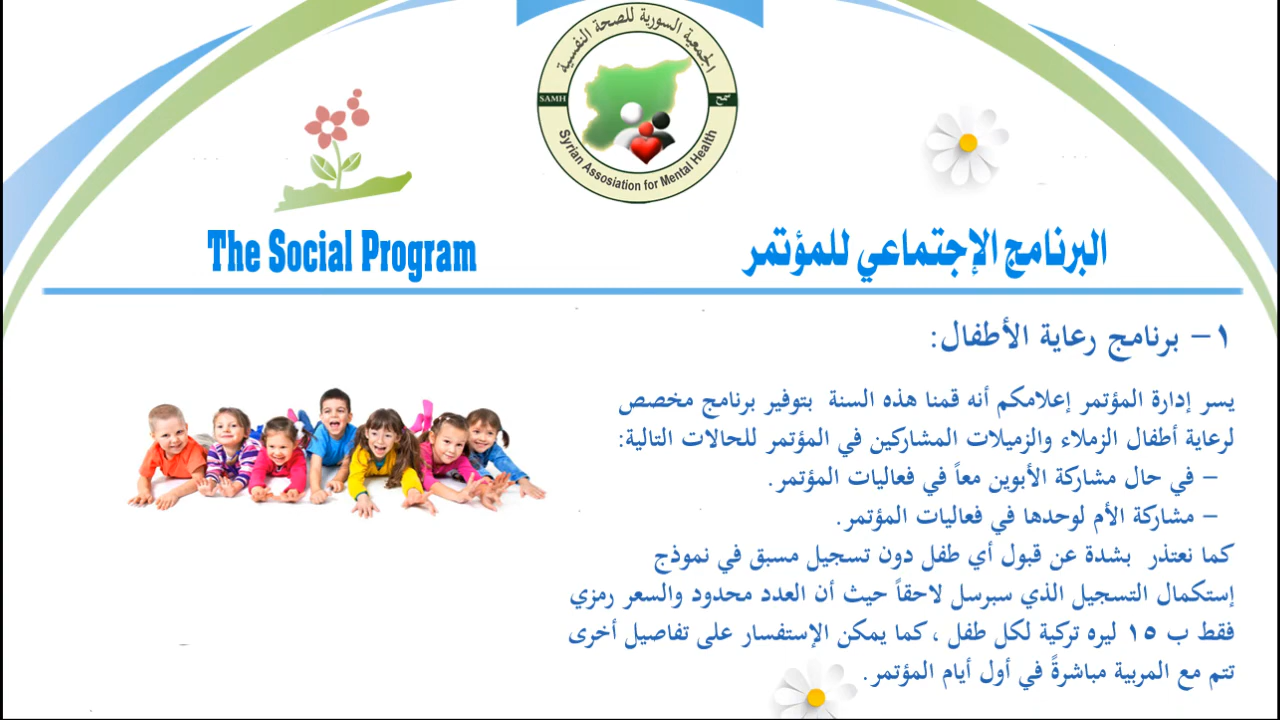 الجمعية السورية للصحة النفسية
SAMH
سمح
Syrian Assosiation for Mental Health
The Social Program
البرنامج الإجتماعي للمؤتمر
١- برنامج رعاية الأطفال:
يسر إدارة المؤتمر إعلامكم أنه قمنا هذه السنة بتوفير برنامج مخصص
لرعاية أطفال الزملاء والزميلات المشاركين في المؤتمر للحالات التالية:
- في حال مشاركة الأبوين معاً في فعاليات المؤتمر.
- مشاركة الأم لوحدها في فعاليات المؤتمر.
كما نعتذر بشدة عن قبول أي طفل دون تسجيل مسبق في نموذج
إستكمال التسجيل الذي سيرسل لاحقاً حيث أن العدد محدود والسعر رمزي
فقط ب ١٥ ليره تركية لكل طفل ، كما يمكن الإستفسار على تفاصيل أخرى
تتم مع المربية مباشرةً في أول أيام المؤتمر.